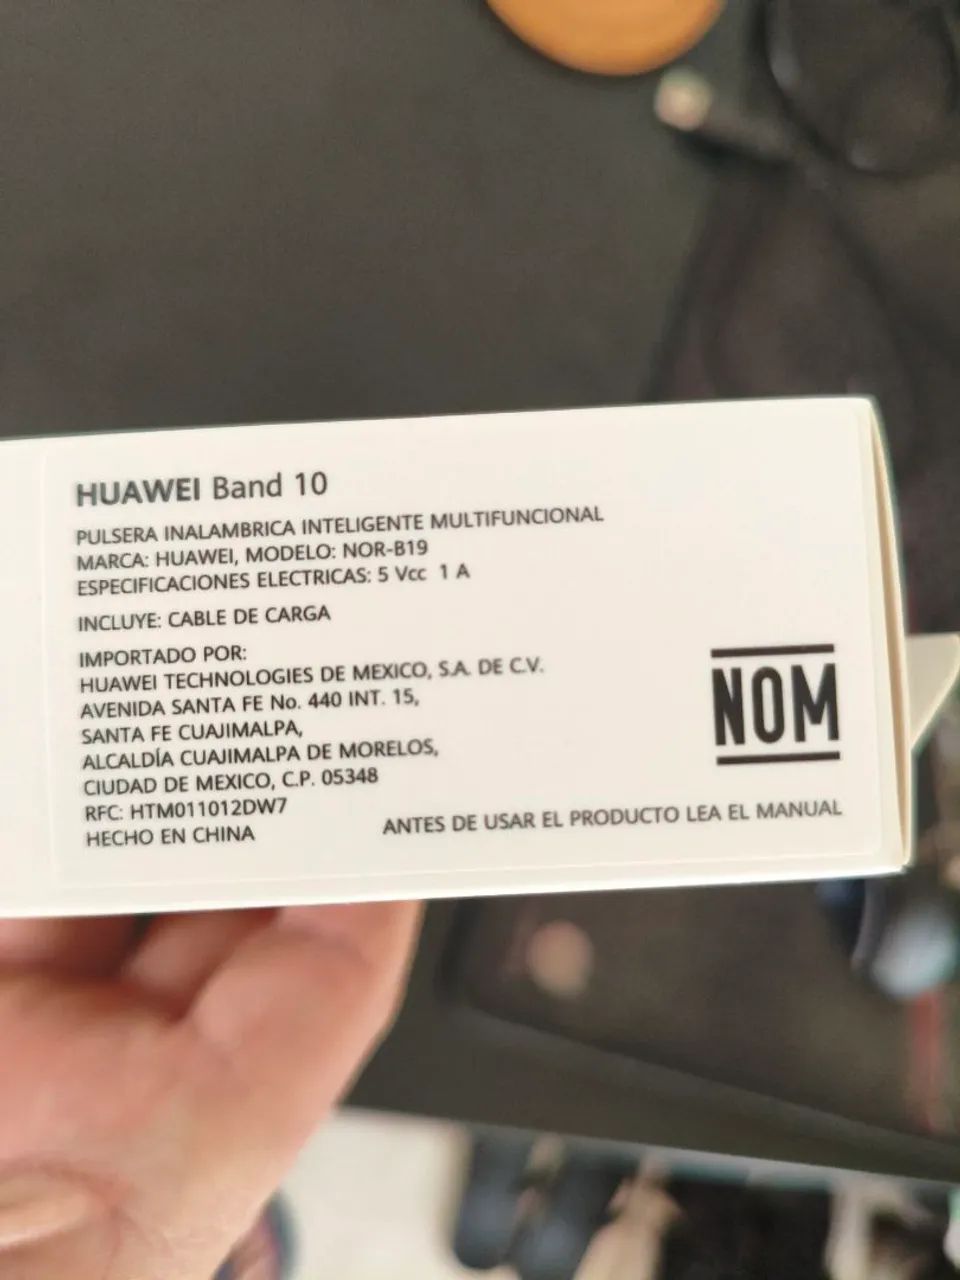 HUAWEI Band 10
PULSERA INALAMBRICA INTELIGENTE MULTIFUNCIONAL
MARCA: HUAWEI, MODELO: NOR-B19
ESPECIFICACIONES ELECTRICAS: 5 Vcc 1 A
INCLUYE: CABLE DE CARGA
IMPORTADO POR:
HUAWEI TECHNOLOGIES DE MEXICO, S.A. DE C.V.
AVENIDA SANTA FE No. 440 INT. 15,
SANTA FE CUAJIMALPA,
ALCALDÍA CUAJIMALPA DE MORELOS,
CIUDAD DE MEXICO, C.P. 05348
RFC: HTM011012DW7
HECHO EN CHINA
NOM
ANTES DE USAR EL PRODUCTO LEA EL MANUAL